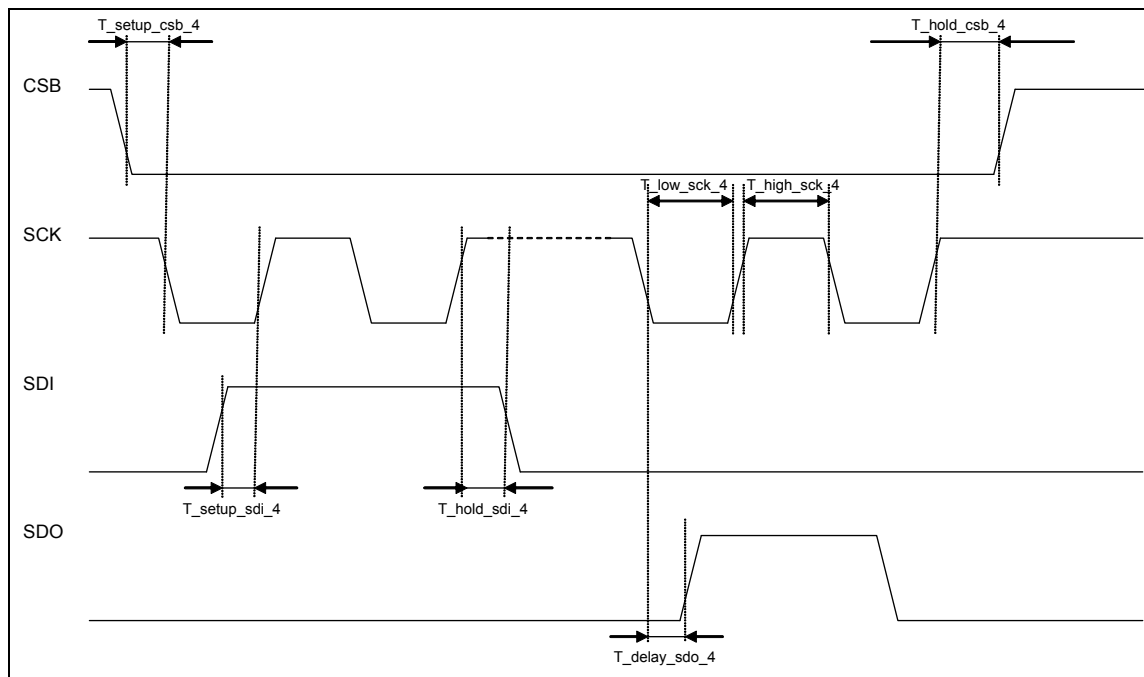 T_setup_csb_4
T_hold_csb_4
CSB
T_low_sck_4
T_high_sck_4
SCK
SDI
T_setup_sdi_4
T_hold_sdi_4
SDO
T_delay_sdo_4